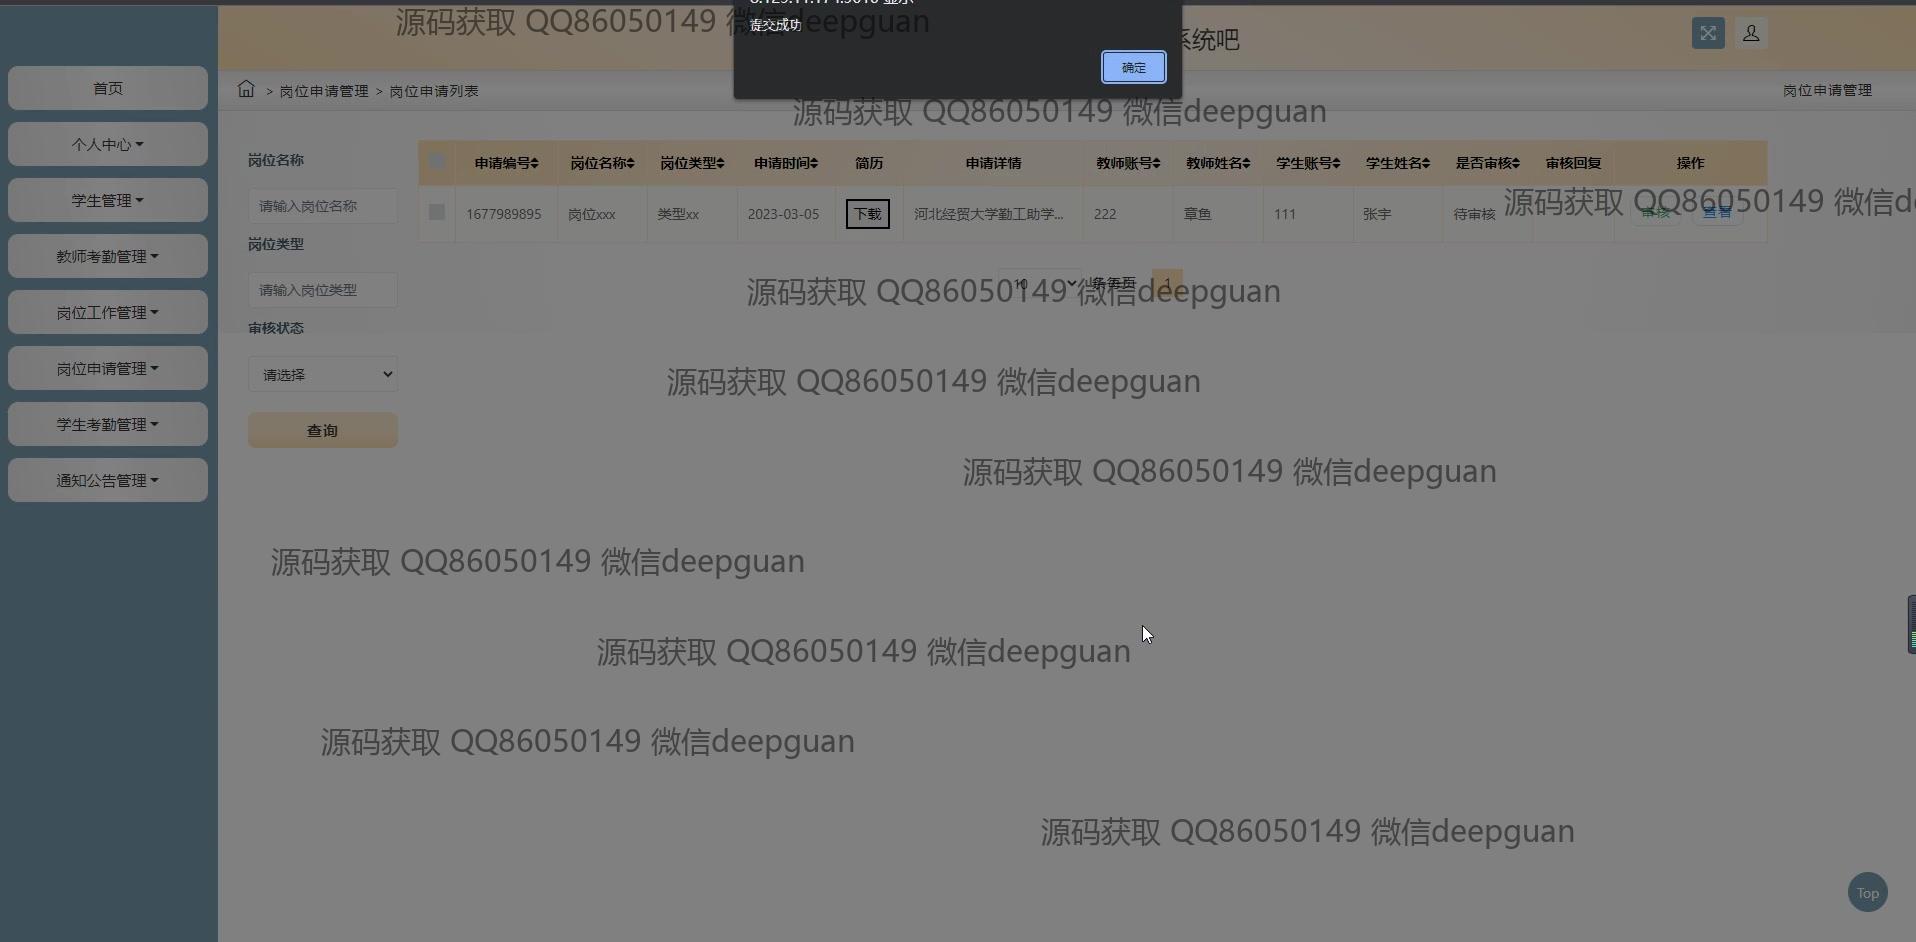 提交成功
确定
系统吧
源码获取 QQ86050149 微信deepguan
首页
个人中心
学生管理
教师考勤管理
岗位工作管理
岗位申请管理
学生考勤管理
通知公告管理
> 岗位申请管理 > 岗位申请列表
岗位申请管理
源码获取 QQ86050149 微信deepguan
岗位名称
请输入岗位名称
岗位类型
请输入岗位类型
审核状态
请选择
查询
申请编号 岗位名称 岗位类型 申请时间 简历 申请详情 教师账号 教师姓名 学生账号 学生姓名 是否审核 审核回复 操作
1677989895 岗位xxx 类型xx 2023-03-05 下载 河北经贸大学勤工助学... 222 章鱼 111 张宇 待审核 审核 查看
源码获取 QQ86050149 微信d
10 条每页 1
源码获取 QQ86050149 微信deepguan
源码获取 QQ86050149 微信deepguan
源码获取 QQ86050149 微信deepguan
源码获取 QQ86050149 微信deepguan
源码获取 QQ86050149 微信deepguan
源码获取 QQ86050149 微信deepguan
源码获取 QQ86050149 微信deepguan
Top